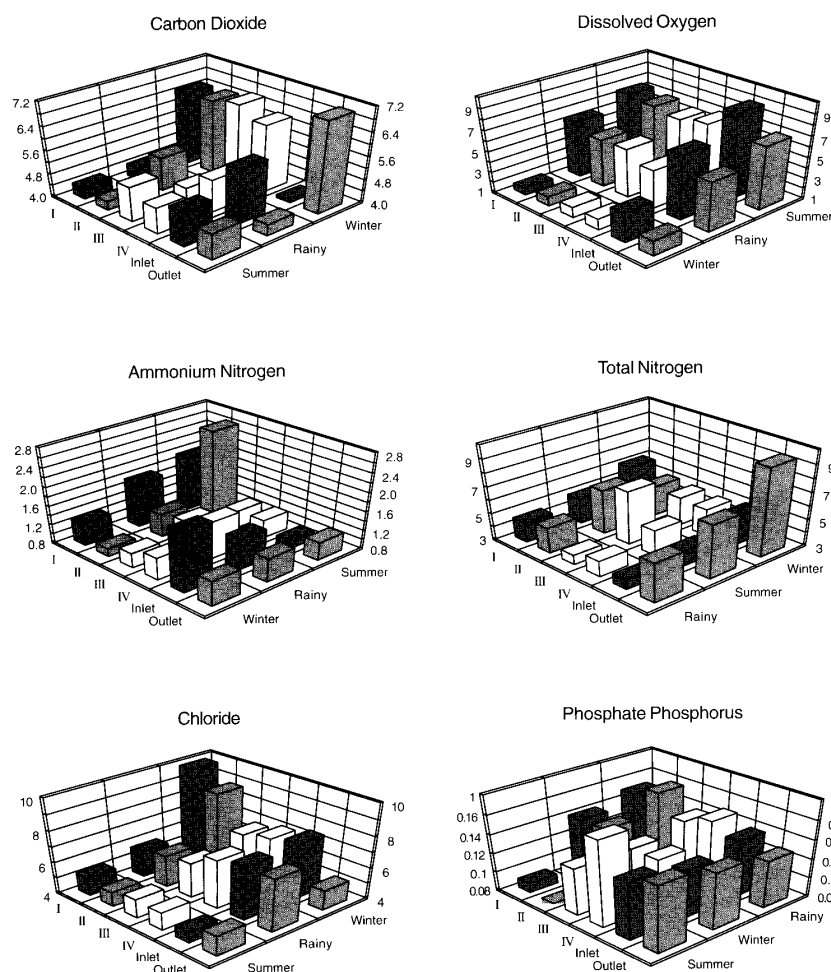 Carbon Dioxide
7.2
6.4
5.6
4.8
4.0
7.2
6.4
5.6
4.8
4.0
I
II
III
IV
Inlet
Outlet
Summer
Rainy
Winter
Dissolved Oxygen
9
7
5
3
1
9
7
5
3
1
I
II
III
IV
Inlet
Outlet
Winter
Rainy
Summer
Ammonium Nitrogen
2.8
2.4
2.0
1.6
1.2
0.8
2.8
2.4
2.0
1.6
1.2
0.8
I
II
III
IV
Inlet
Outlet
Winter
Rainy
Summer
Total Nitrogen
9
7
5
3
9
7
5
3
I
II
III
IV
Inlet
Outlet
Rainy
Summer
Winter
Chloride
10
8
6
4
10
8
6
4
I
II
III
IV
Inlet
Outlet
Summer
Rainy
Winter
Phosphate Phosphorus
1
0.16
0.14
0.12
0.1
0.08
I
II
III
IV
Inlet
Outlet
Summer
Winter
Rainy